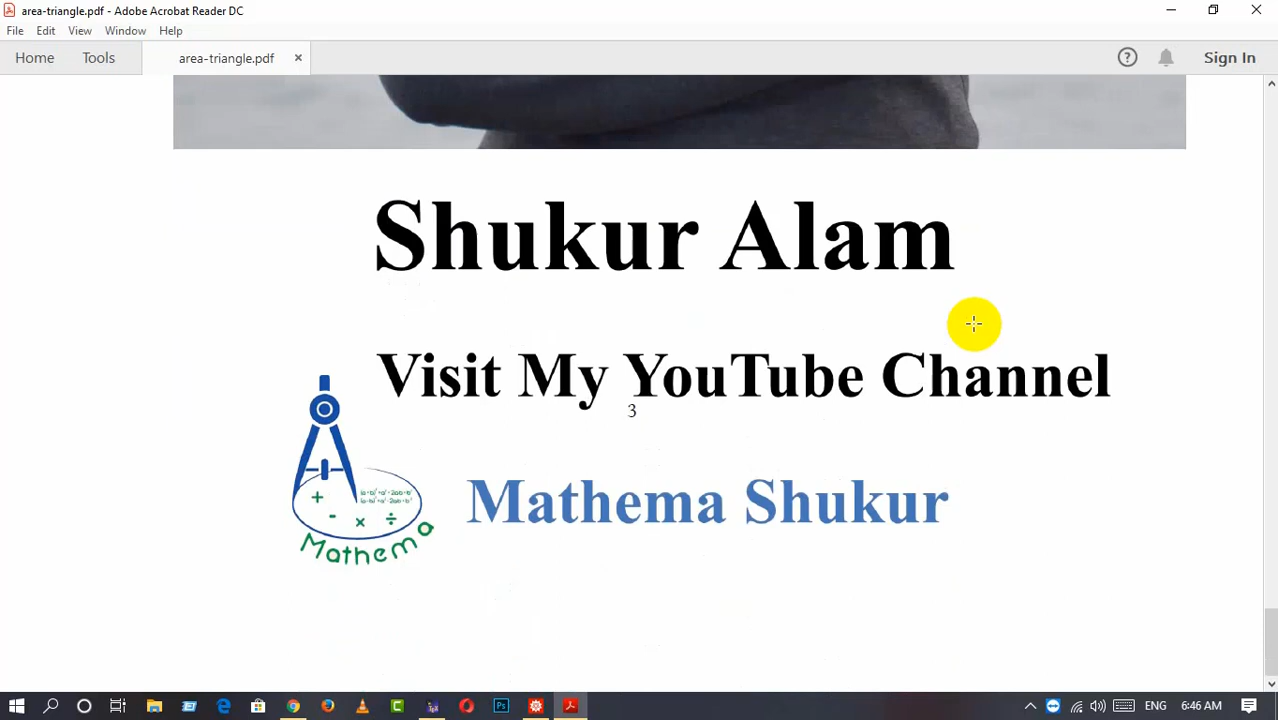 area-triangle.pdf - Adobe Acrobat Reader DC
File Edit View Window Help
Home Tools area-triangle.pdf × ? Sign In
Shukur Alam
Visit My YouTube Channel
3
+ - × ÷
Mathema
Mathema Shukur
Ps ENG 6:46 AM